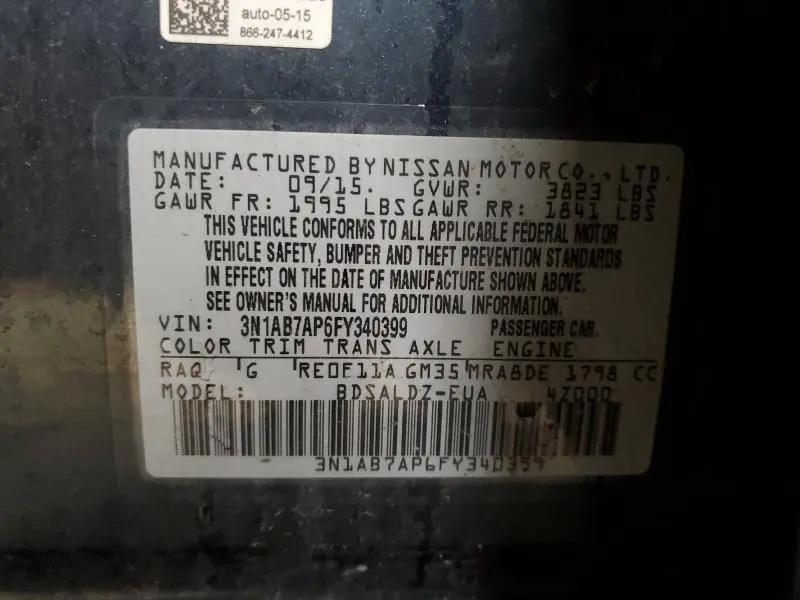 auto-05-15
866-247-4412
MANUFACTURED BY NISSAN MOTOR CO., LTD.
DATE: 09/15. GVWR: 3823 LBS
GAWR FR: 1995 LBS GAWR RR: 1841 LBS
THIS VEHICLE CONFORMS TO ALL APPLICABLE FEDERAL MOTOR
VEHICLE SAFETY, BUMPER AND THEFT PREVENTION STANDARDS
IN EFFECT ON THE DATE OF MANUFACTURE SHOWN ABOVE.
SEE OWNER'S MANUAL FOR ADDITIONAL INFORMATION.
VIN: 3N1AB7AP6FY340399 PASSENGER CAR.
COLOR TRIM TRANS AXLE ENGINE
RAQ G RE0F11A GM35 MRA8DE 1798 CC
MODEL: BDSALDZ-EUA 4Z000
3N1AB7AP6FY340399